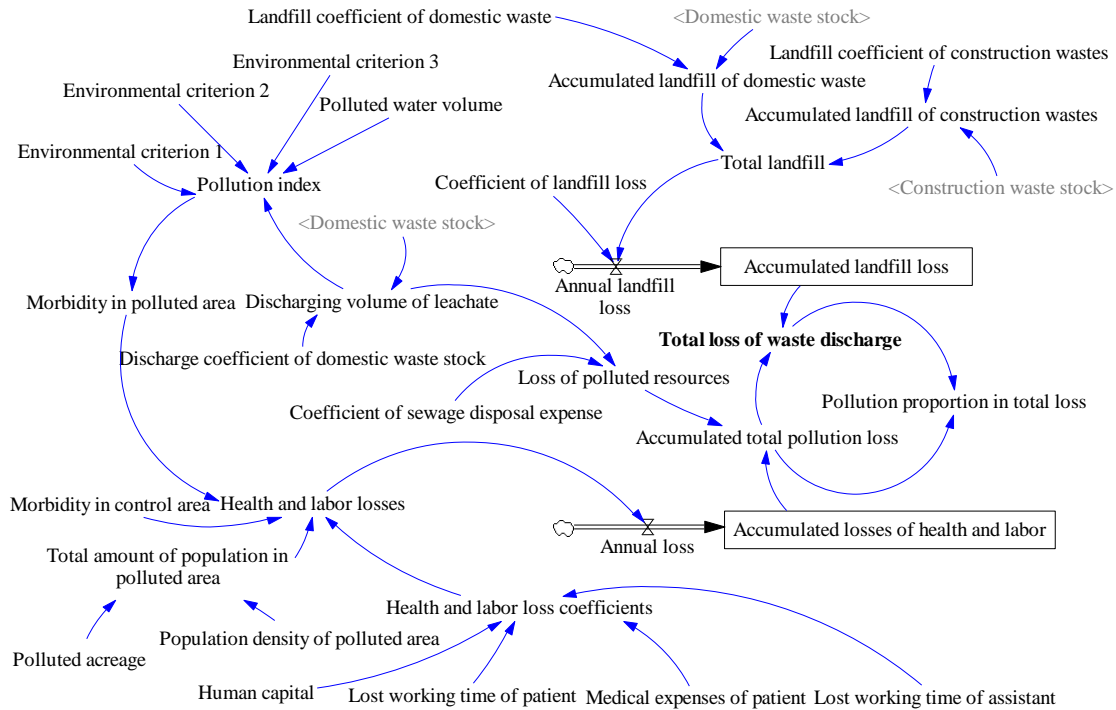 Landfill coefficient of domestic waste
<Domestic waste stock>
Landfill coefficient of construction wastes
Environmental criterion 3
Accumulated landfill of domestic waste
Environmental criterion 2
Polluted water volume
Accumulated landfill of construction wastes
Environmental criterion 1
Total landfill
Pollution index
Coefficient of landfill loss
<Construction waste stock>
<Domestic waste stock>
Accumulated landfill loss
Annual landfill
loss
Morbidity in polluted area
Discharging volume of leachate
Total loss of waste discharge
Discharge coefficient of domestic waste stock
Loss of polluted resources
Pollution proportion in total loss
Coefficient of sewage disposal expense
Accumulated total pollution loss
Morbidity in control area
Health and labor losses
Accumulated losses of health and labor
Annual loss
Total amount of population in
polluted area
Health and labor loss coefficients
Population density of polluted area
Polluted acreage
Human capital
Lost working time of patient
Medical expenses of patient
Lost working time of assistant